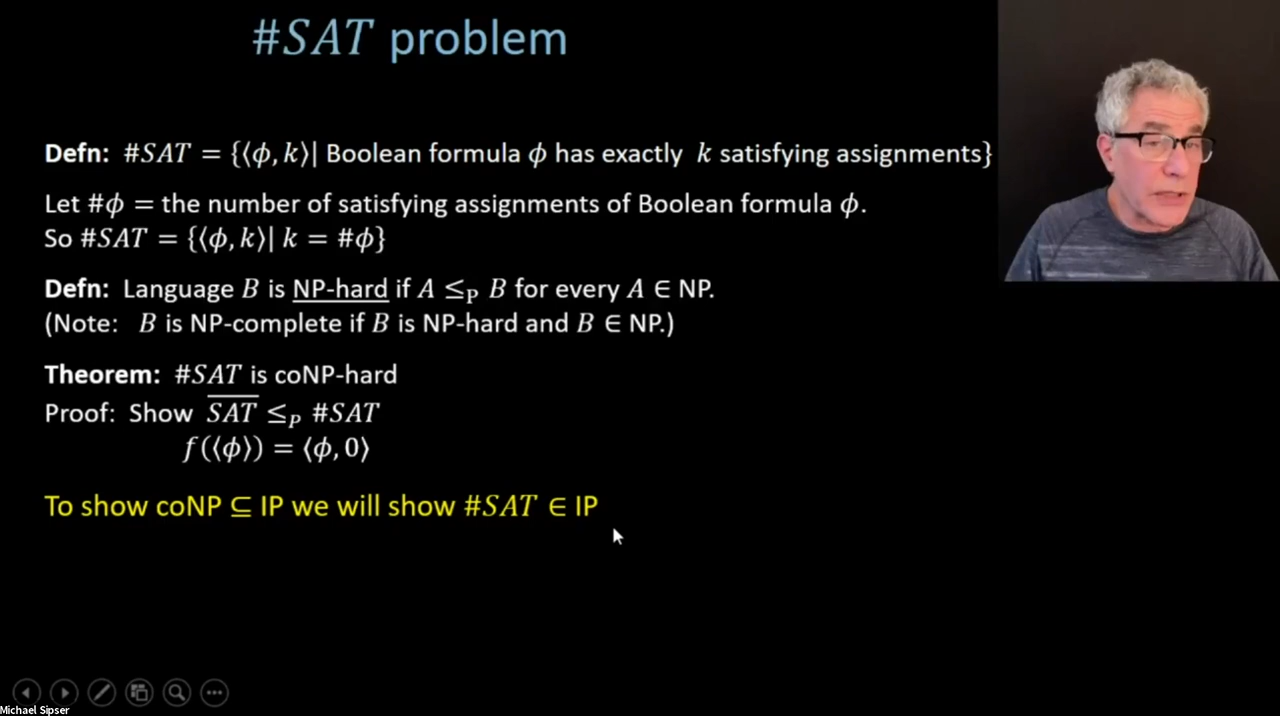 #SAT problem
Defn: #SAT = {⟨ϕ, k⟩| Boolean formula ϕ has exactly k satisfying assignments}
Let #ϕ = the number of satisfying assignments of Boolean formula ϕ.
So #SAT = {⟨ϕ, k⟩| k = #ϕ}
Defn: Language B is NP-hard if A ≤ₚ B for every A ∈ NP.
(Note: B is NP-complete if B is NP-hard and B ∈ NP.)
Theorem: #SAT is coNP-hard
Proof: Show S̅A̅T̅ ≤ₚ #SAT
f(⟨ϕ⟩) = ⟨ϕ, 0⟩
To show coNP ⊆ IP we will show #SAT ∈ IP
Michael Sipser